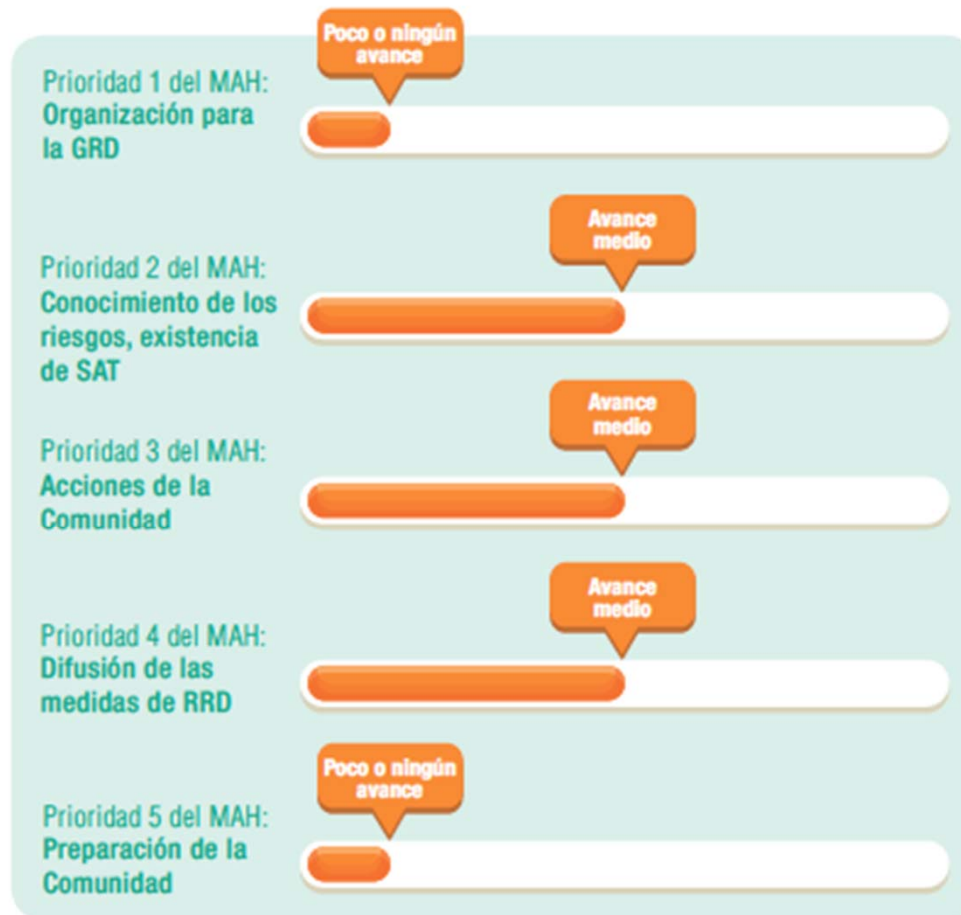 Poco o ningún
avance
Prioridad 1 del MAH:
Organización para
la GRD
Avance
medio
Prioridad 2 del MAH:
Conocimiento de los
riesgos, existencia
de SAT
Avance
medio
Prioridad 3 del MAH:
Acciones de la
Comunidad
Avance
medio
Prioridad 4 del MAH:
Difusión de las
medidas de RRD
Poco o ningún
avance
Prioridad 5 del MAH:
Preparación de la
Comunidad